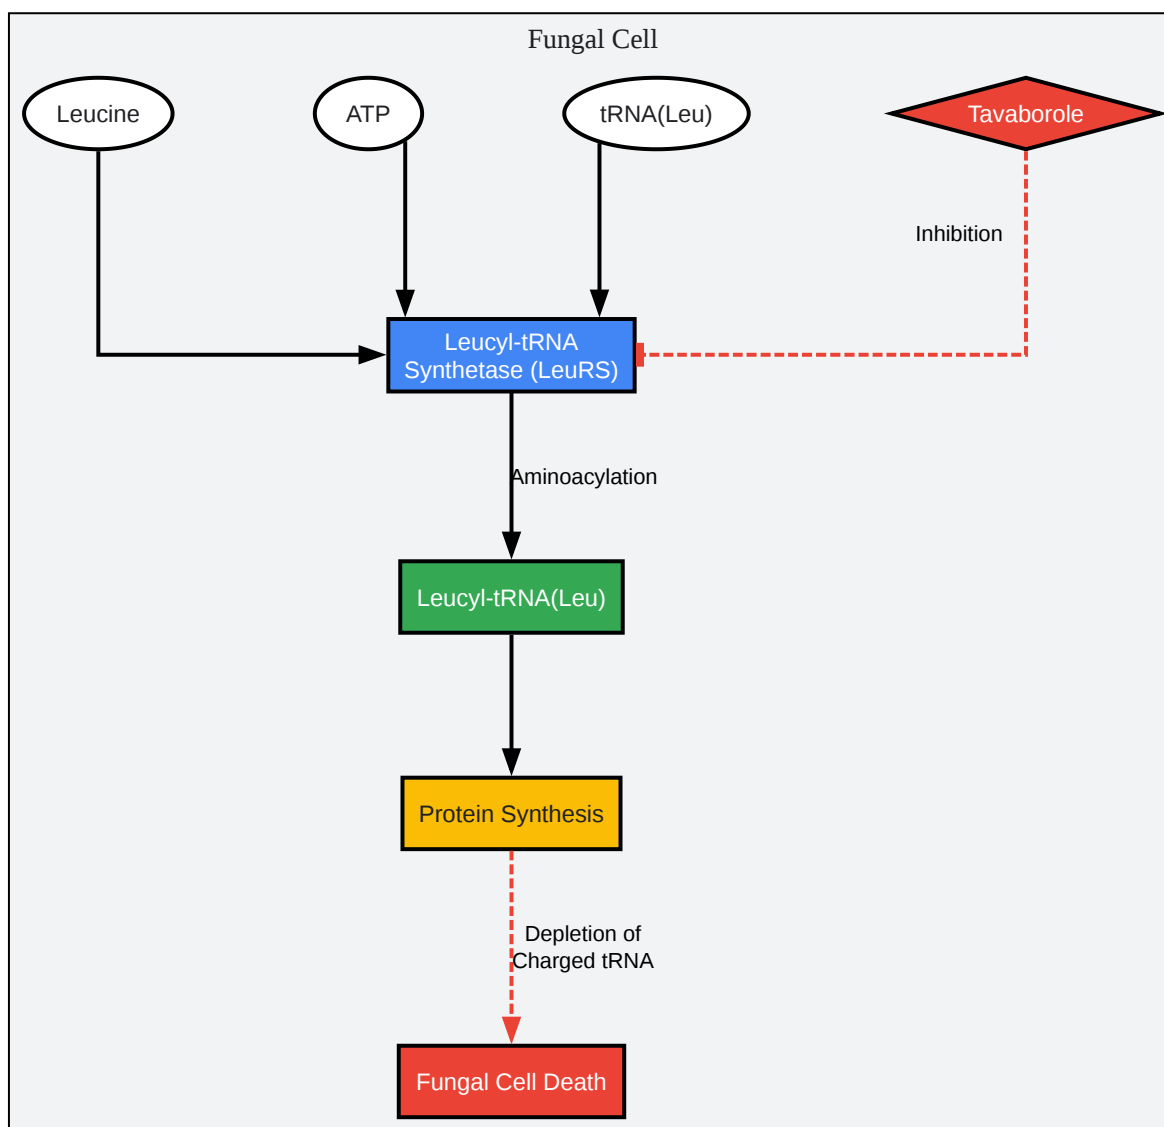 Fungal Cell
Leucine
ATP
tRNA(Leu)
Tavaborole
Inhibition
Leucyl-tRNA
Synthetase (LeuRS)
Aminoacylation
Leucyl-tRNA(Leu)
Protein Synthesis
Depletion of
Charged tRNA
Fungal Cell Death